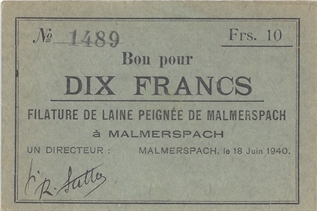 № 1489 Frs. 10
Bon pour
DIX FRANCS
FILATURE DE LAINE PEIGNÉE DE MALMERSPACH
à MALMERSPACH
UN DIRECTEUR : MALMERSPACH, le 18 Juin 1940.